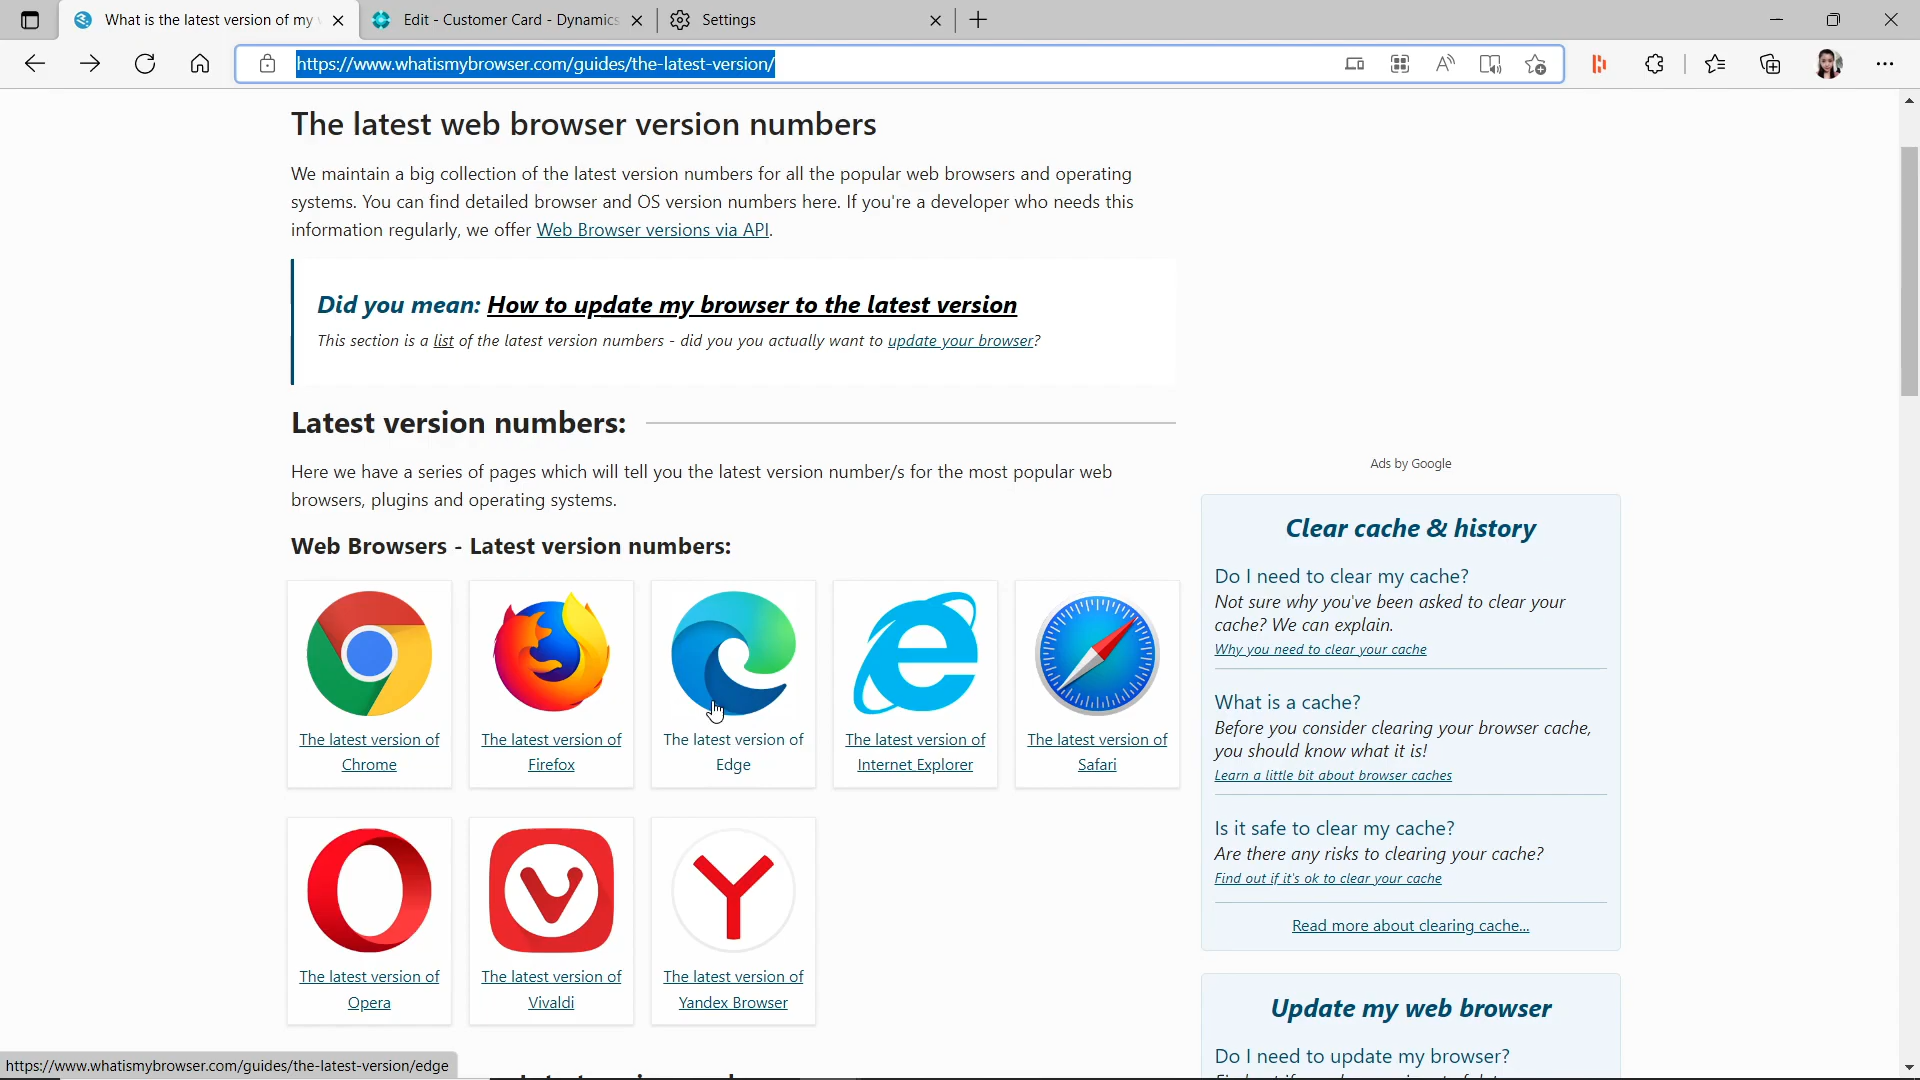 What is the latest version of my
Edit - Customer Card - Dynamics
Settings
https://www.whatismybrowser.com/guides/the-latest-version/
The latest web browser version numbers
We maintain a big collection of the latest version numbers for all the popular web browsers and operating
systems. You can find detailed browser and OS version numbers here. If you're a developer who needs this
information regularly, we offer Web Browser versions via API.
Did you mean: How to update my browser to the latest version
This section is a list of the latest version numbers - did you you actually want to update your browser?
Latest version numbers:
Here we have a series of pages which will tell you the latest version number/s for the most popular web
browsers, plugins and operating systems.
Web Browsers - Latest version numbers:
The latest version of
Chrome
The latest version of
Firefox
The latest version of
Edge
The latest version of
Internet Explorer
The latest version of
Safari
The latest version of
Opera
The latest version of
Vivaldi
The latest version of
Yandex Browser
Ads by Google
Clear cache & history
Do I need to clear my cache?
Not sure why you've been asked to clear your
cache? We can explain.
Why you need to clear your cache
What is a cache?
Before you consider clearing your browser cache,
you should know what it is!
Learn a little bit about browser caches
Is it safe to clear my cache?
Are there any risks to clearing your cache?
Find out if it's ok to clear your cache
Read more about clearing cache...
Update my web browser
Do I need to update my browser?
https://www.whatismybrowser.com/guides/the-latest-version/edge